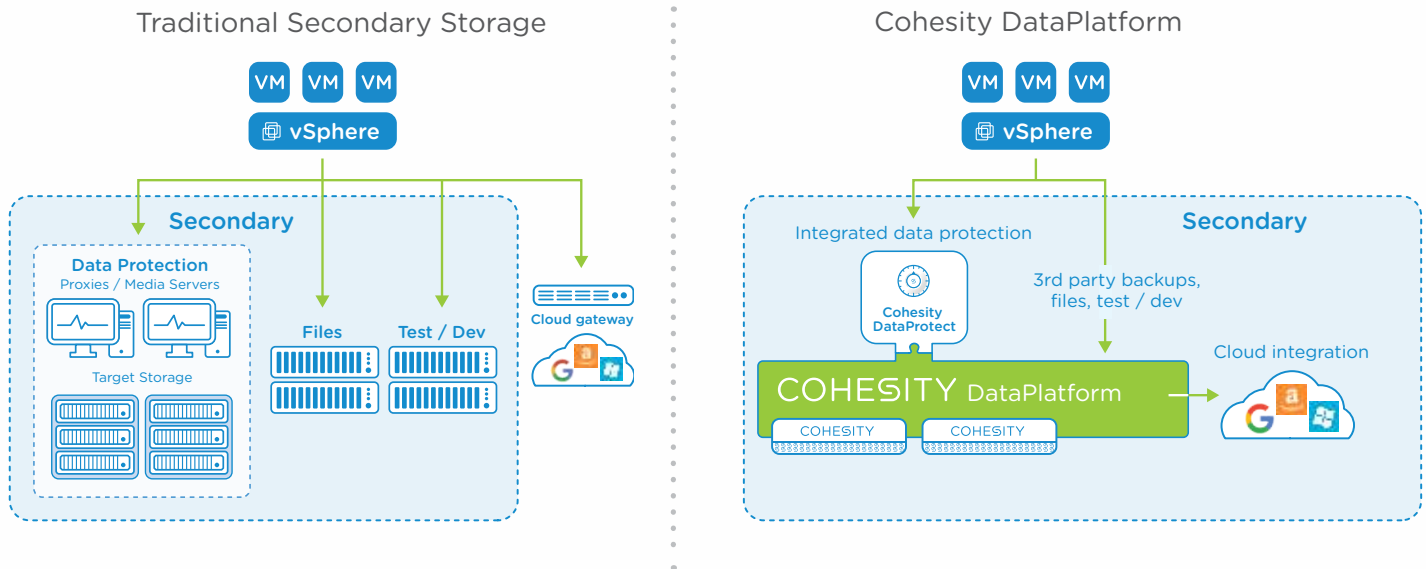 Traditional Secondary Storage
VM VM VM
vSphere
Secondary
Data Protection
Proxies / Media Servers
Target Storage
Files
Test / Dev
Cloud gateway
G
a
Cohesity DataPlatform
VM VM VM
vSphere
Secondary
Integrated data protection
Cohesity
DataProtect
3rd party backups,
files, test / dev
COHESITY DataPlatform
COHESITY COHESITY
Cloud integration
G
a